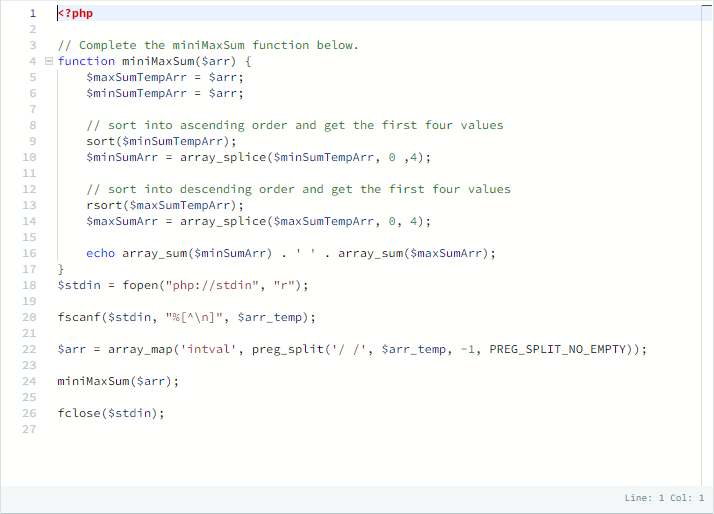 1 <?php
2
3 // Complete the miniMaxSum function below.
4 function miniMaxSum($arr) {
5     $maxSumTempArr = $arr;
6     $minSumTempArr = $arr;
7
8     // sort into ascending order and get the first four values
9     sort($minSumTempArr);
10     $minSumArr = array_splice($minSumTempArr, 0 ,4);
11
12     // sort into descending order and get the first four values
13     rsort($maxSumTempArr);
14     $maxSumArr = array_splice($maxSumTempArr, 0, 4);
15
16     echo array_sum($minSumArr) . ' ' . array_sum($maxSumArr);
17 }
18 $stdin = fopen("php://stdin", "r");
19
20 fscanf($stdin, "%[^\n]", $arr_temp);
21
22 $arr = array_map('intval', preg_split('/ /', $arr_temp, -1, PREG_SPLIT_NO_EMPTY));
23
24 miniMaxSum($arr);
25
26 fclose($stdin);
27
Line: 1 Col: 1